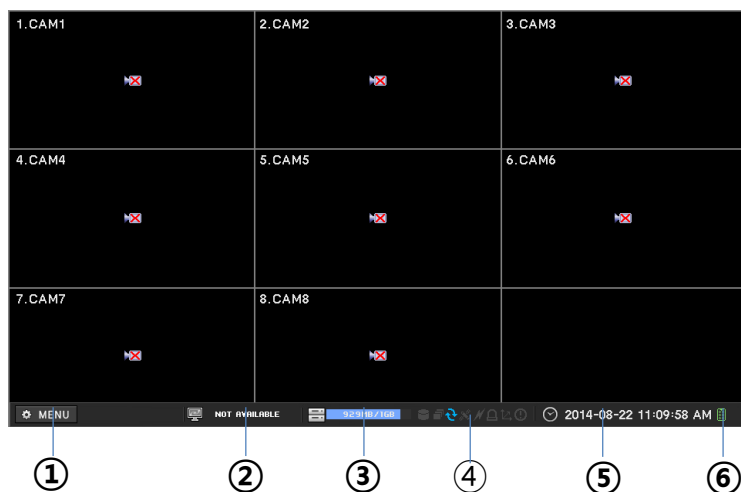 1.CAM1 2.CAM2 3.CAM3
4.CAM4 5.CAM5 6.CAM6
7.CAM7 8.CAM8
MENU NOT AVAILABLE 929MB/1GB 2014-08-22 11:09:58 AM
① ② ③ ④ ⑤ ⑥